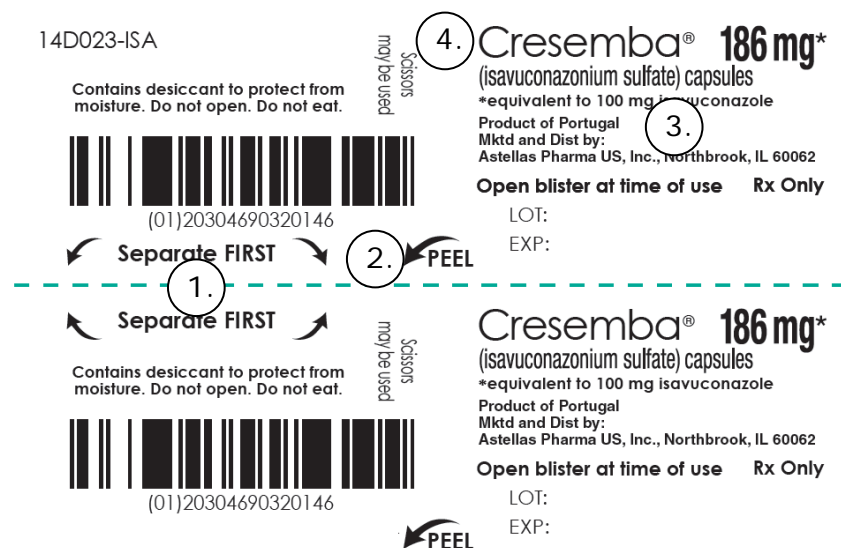 14D023-ISA
Scissors
may be used
4.
Cresemba® 186 mg*
(isavuconazonium sulfate) capsules
*equivalent to 100 mg isavuconazole
Contains desiccant to protect from
moisture. Do not open. Do not eat.
Product of Portugal
3.
Mktd and Dist by:
Astellas Pharma US, Inc., Northbrook, IL 60062
Open blister at time of use Rx Only
(01)20304690320146
LOT:
EXP:
Separate FIRST
2.
PEEL
1.
Separate FIRST
Scissors
may be used
Cresemba® 186 mg*
(isavuconazonium sulfate) capsules
*equivalent to 100 mg isavuconazole
Contains desiccant to protect from
moisture. Do not open. Do not eat.
Product of Portugal
Mktd and Dist by:
Astellas Pharma US, Inc., Northbrook, IL 60062
Open blister at time of use Rx Only
(01)20304690320146
LOT:
EXP:
PEEL